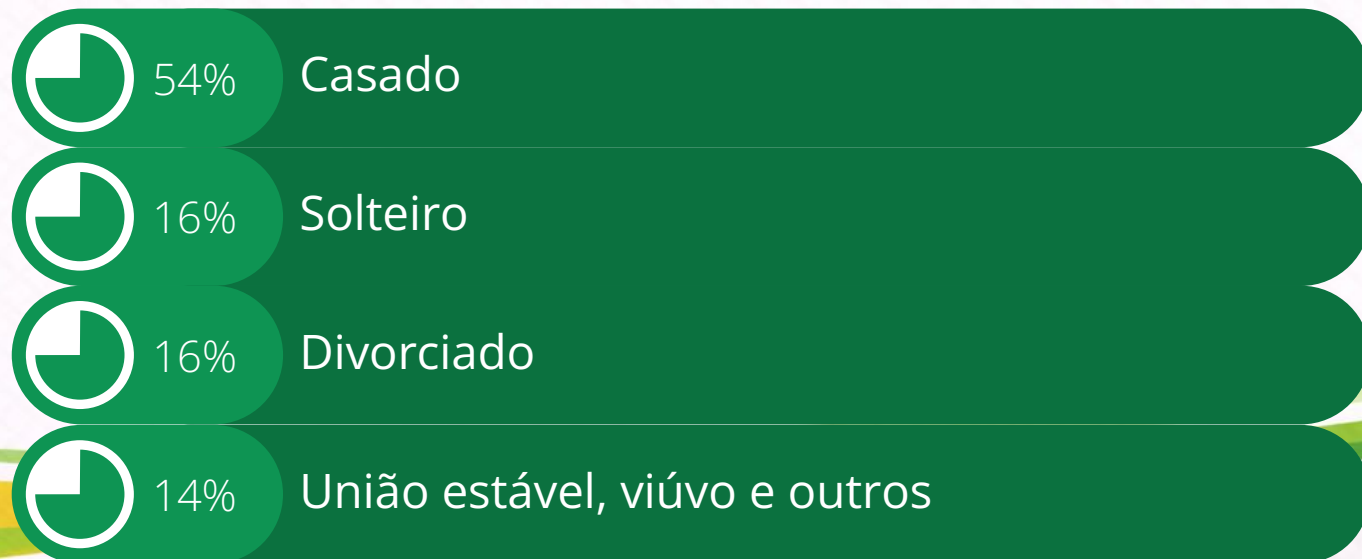 54% Casado
16% Solteiro
16% Divorciado
14% União estável, viúvo e outros